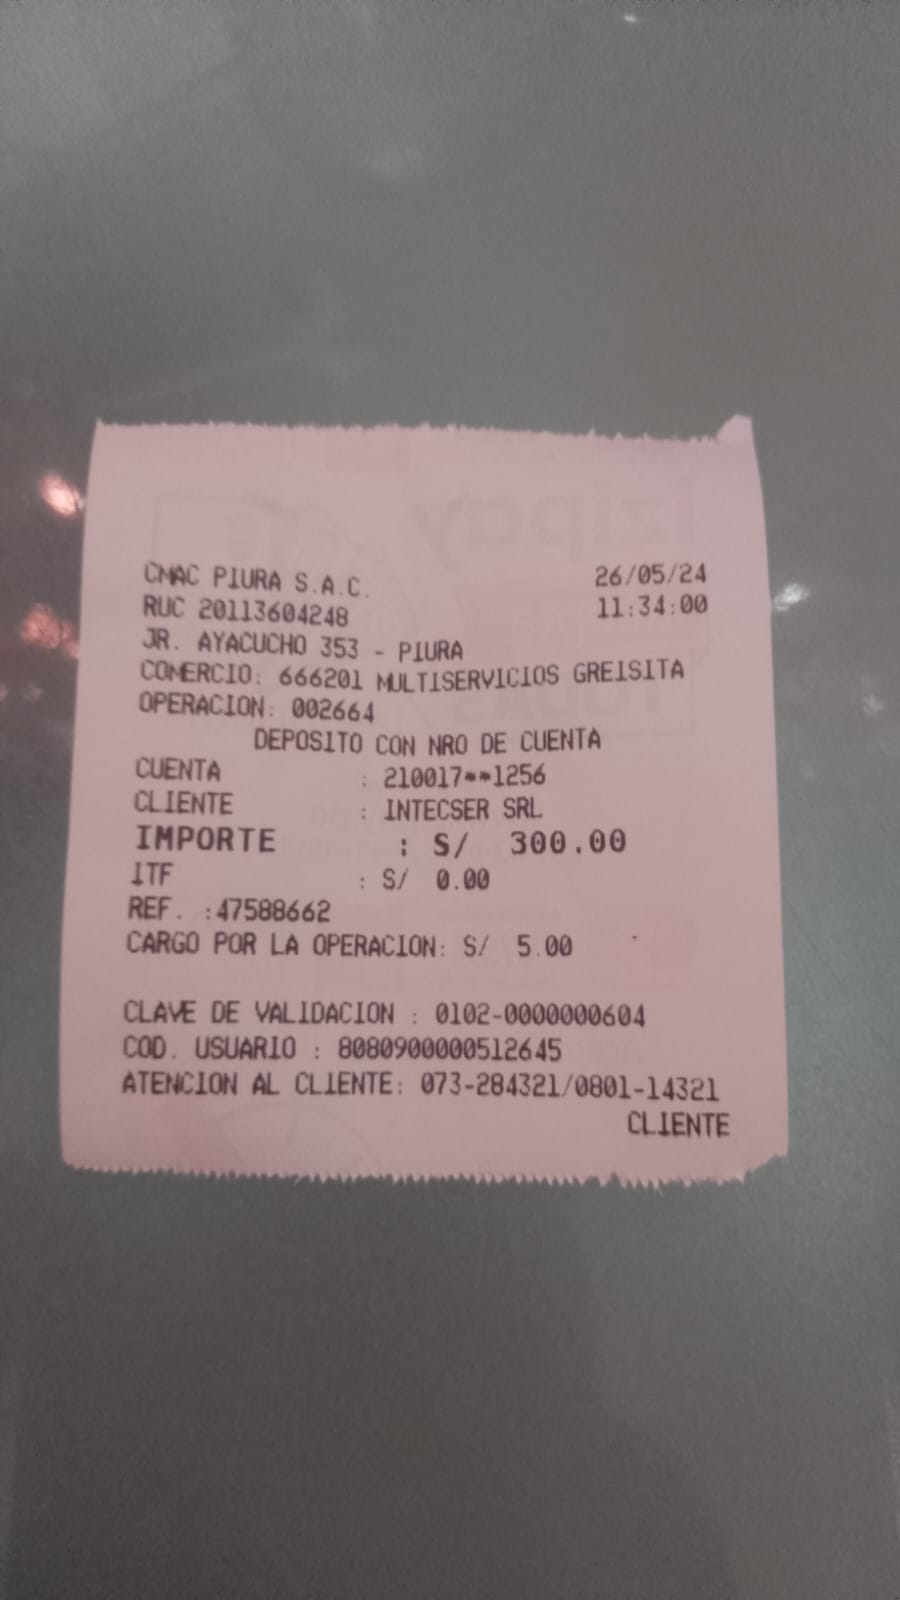 CMAC PIURA S.A.C. 26/05/24
RUC 20113604248 11:34:00
JR. AYACUCHO 353 - PIURA
COMERCIO: 666201 MULTISERVICIOS GREISITA
OPERACION: 002664
DEPOSITO CON NRO DE CUENTA
CUENTA : 210017**1256
CLIENTE : INTECSER SRL
IMPORTE : S/ 300.00
ITF : S/ 0.00
REF. :47588662
CARGO POR LA OPERACION: S/ 5.00
CLAVE DE VALIDACION : 0102-0000000604
COD. USUARIO : 8080900000512645
ATENCION AL CLIENTE: 073-284321/0801-14321
CLIENTE
izipay